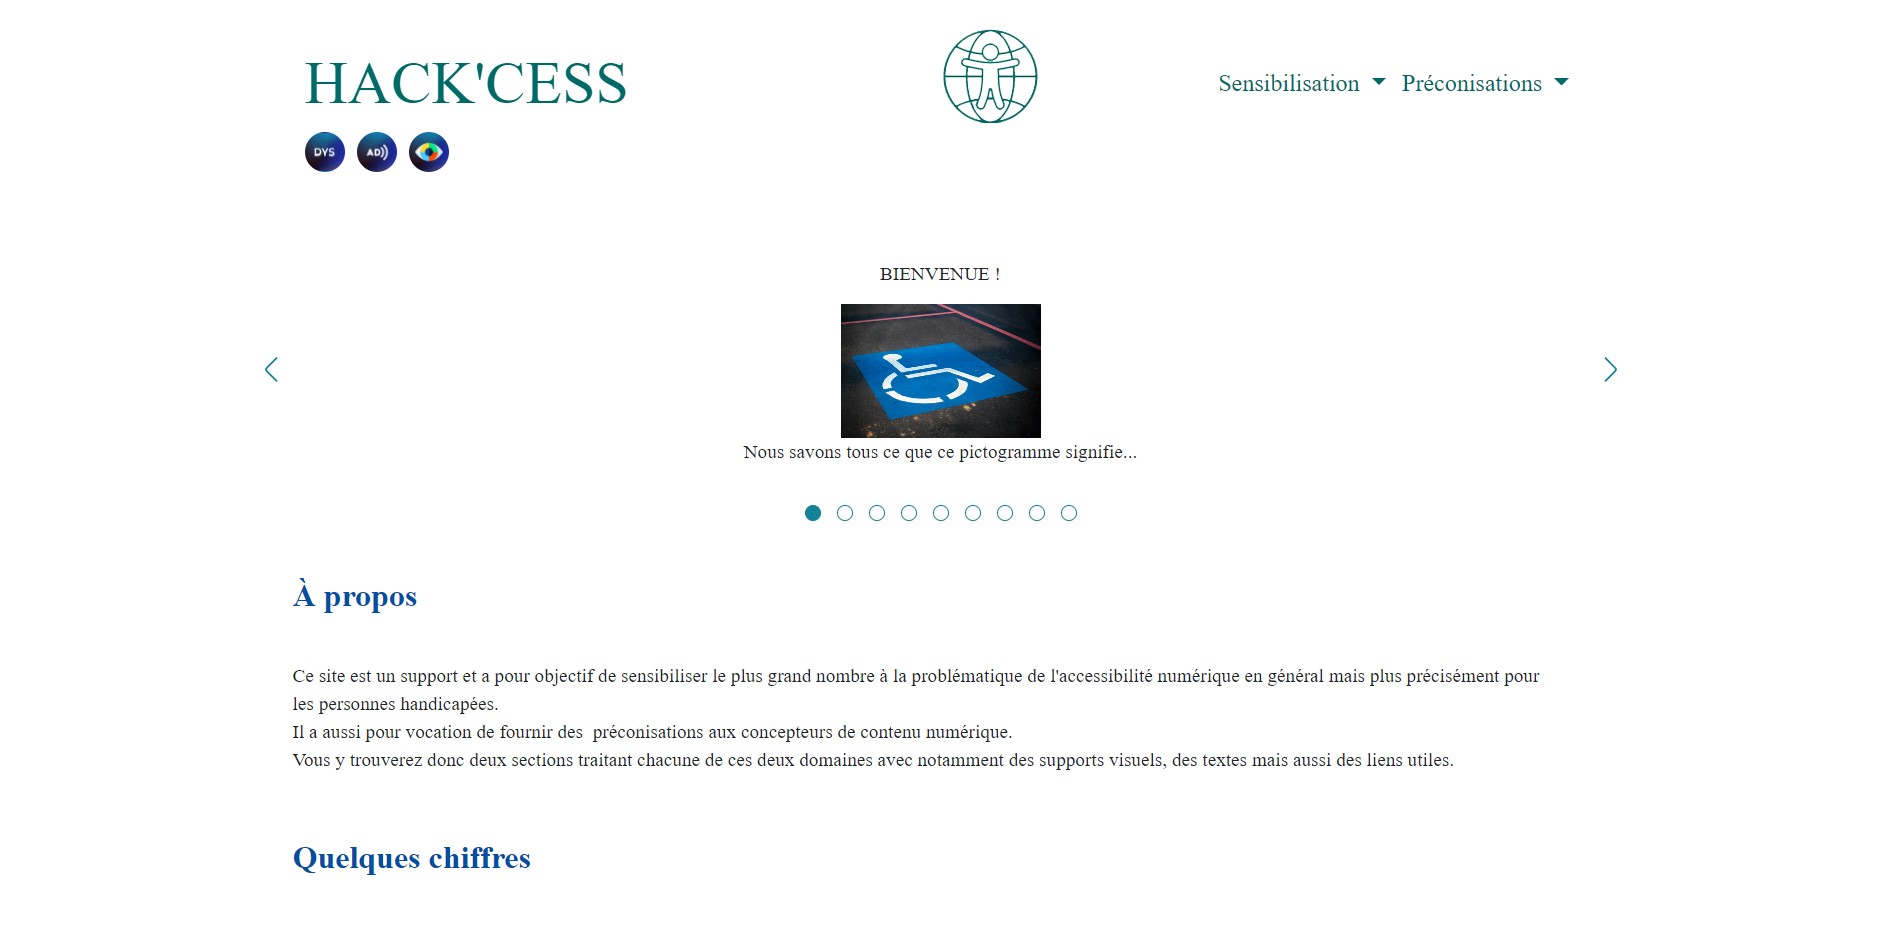 HACK'CESS
Sensibilisation
Préconisations
DYS
AD))
BIENVENUE !
Nous savons tous ce que ce pictogramme signifie...
À propos
Ce site est un support et a pour objectif de sensibiliser le plus grand nombre à la problématique de l'accessibilité numérique en général mais plus précisément pour
les personnes handicapées.
Il a aussi pour vocation de fournir des  préconisations aux concepteurs de contenu numérique.
Vous y trouverez donc deux sections traitant chacune de ces deux domaines avec notamment des supports visuels, des textes mais aussi des liens utiles.
Quelques chiffres